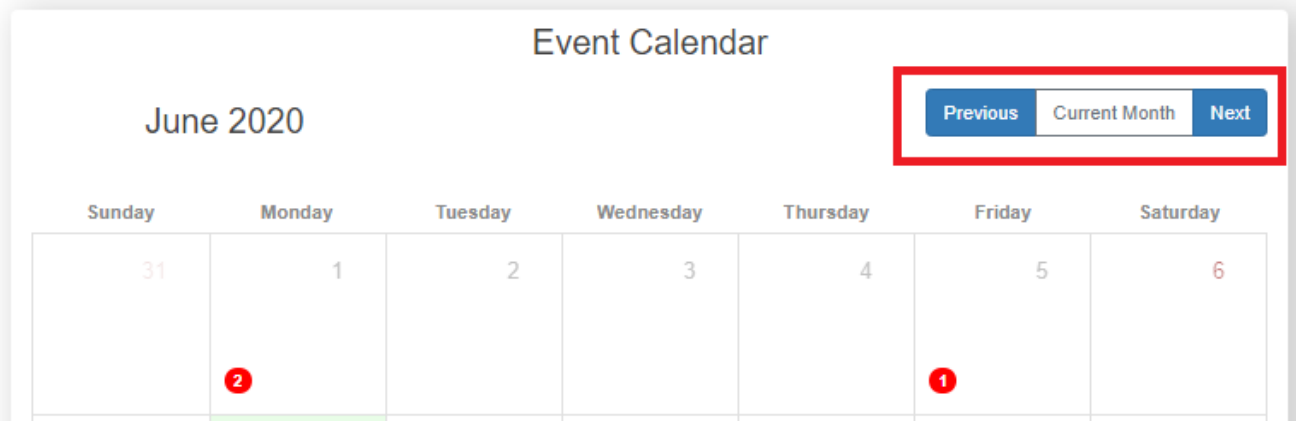 Event Calendar
June 2020
Previous Current Month Next
Sunday Monday Tuesday Wednesday Thursday Friday Saturday
31 1 2 3 4 5 6
2 1